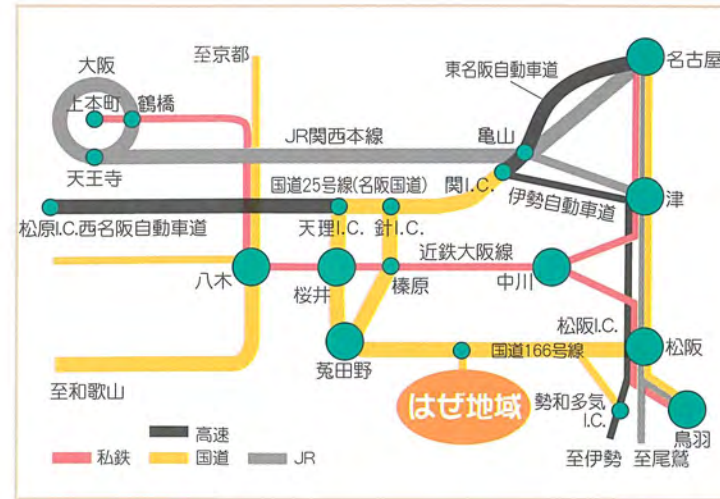 至京都
名古屋
大阪
東名阪自動車道
上本町
鶴橋
JR関西本線
亀山
天王寺
国道25号線(名阪国道)
関I.C.
伊勢自動車道
津
松原I.C.
西名阪自動車道
天理I.C.
針I.C.
近鉄大阪線
八木
桜井
榛原
中川
松阪I.C.
菟田野
国道166号線
松阪
至和歌山
はぜ地域
勢和多気
I.C.
鳥羽
高速
私鉄
国道
JR
至伊勢
至尾鷲